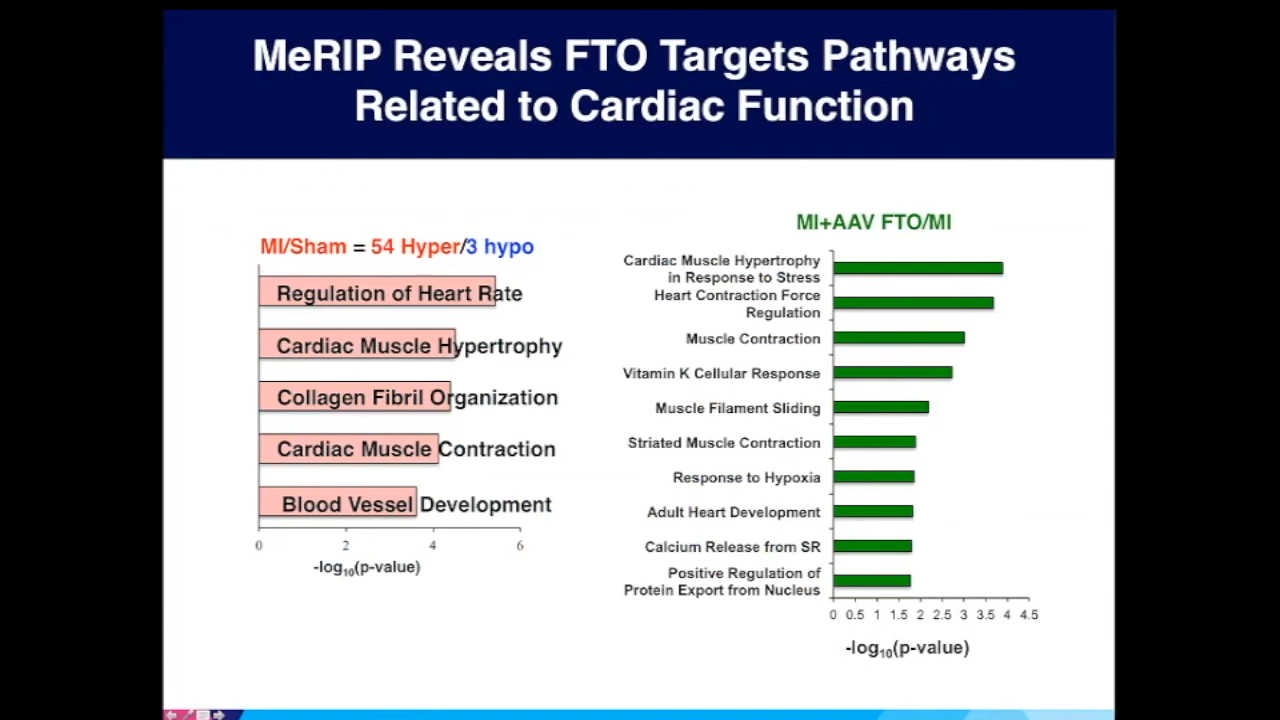 MeRIP Reveals FTO Targets Pathways
Related to Cardiac Function
MI/Sham = 54 Hyper/3 hypo
Regulation of Heart Rate
Cardiac Muscle Hypertrophy
Collagen Fibril Organization
Cardiac Muscle Contraction
Blood Vessel Development
0 2 4 6
-log10(p-value)
MI+AAV FTO/MI
Cardiac Muscle Hypertrophy
in Response to Stress
Heart Contraction Force
Regulation
Muscle Contraction
Vitamin K Cellular Response
Muscle Filament Sliding
Striated Muscle Contraction
Response to Hypoxia
Adult Heart Development
Calcium Release from SR
Positive Regulation of
Protein Export from Nucleus
0 0.5 1 1.5 2 2.5 3 3.5 4 4.5
-log10(p-value)